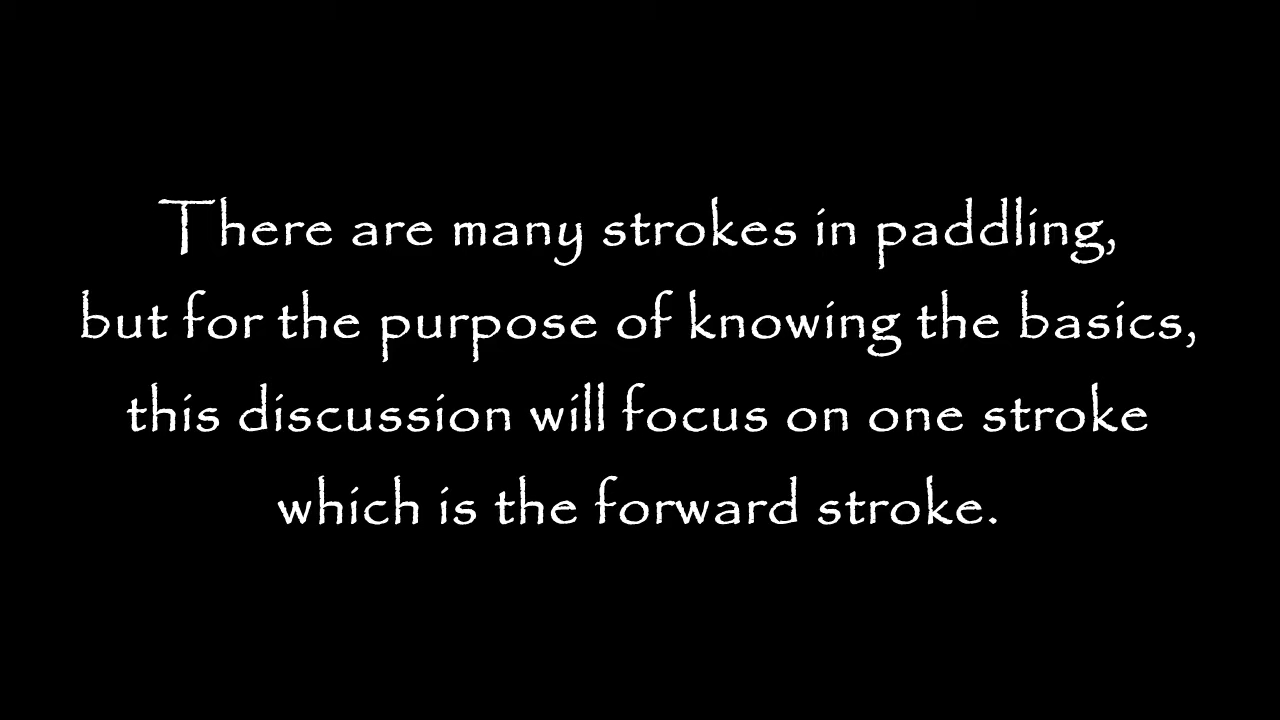 There are many strokes in paddling,
but for the purpose of knowing the basics,
this discussion will focus on one stroke
which is the forward stroke.